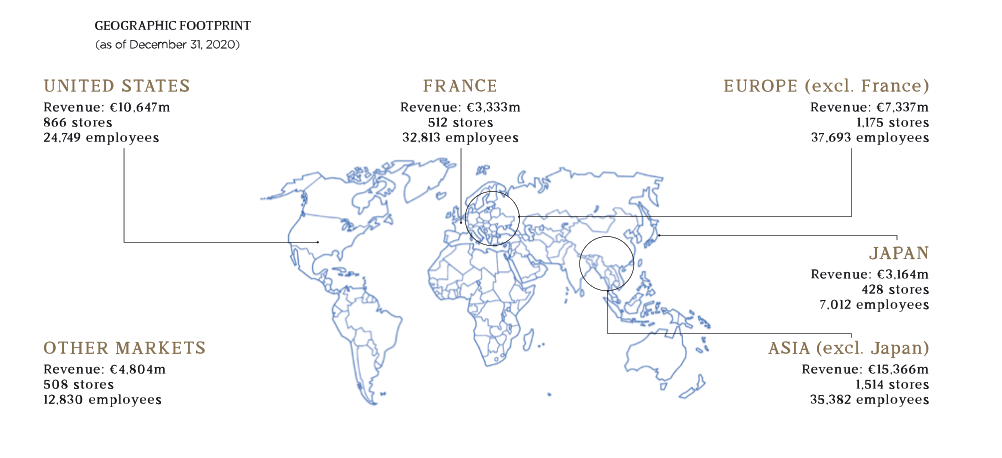 GEOGRAPHIC FOOTPRINT
(as of December 31, 2020)
UNITED STATES
Revenue: €10,647m
866 stores
24,749 employees
FRANCE
Revenue: €3,333m
512 stores
32,813 employees
EUROPE (excl. France)
Revenue: €7,337m
1,175 stores
37,693 employees
JAPAN
Revenue: €3,164m
428 stores
7,012 employees
OTHER MARKETS
Revenue: €4,804m
508 stores
12,830 employees
ASIA (excl. Japan)
Revenue: €15,366m
1,514 stores
35,382 employees